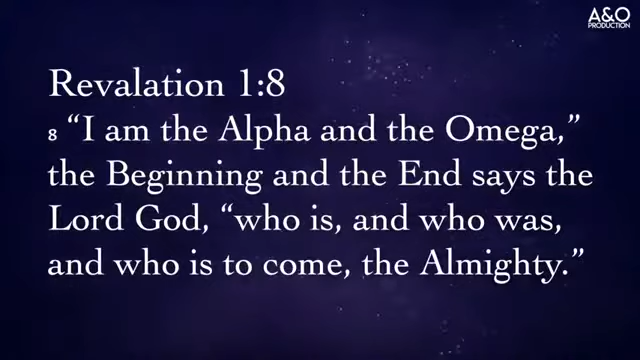 A&O
PRODUCTION
Revalation 1:8
8 “I am the Alpha and the Omega,”
the Beginning and the End says the
Lord God, “who is, and who was,
and who is to come, the Almighty.”